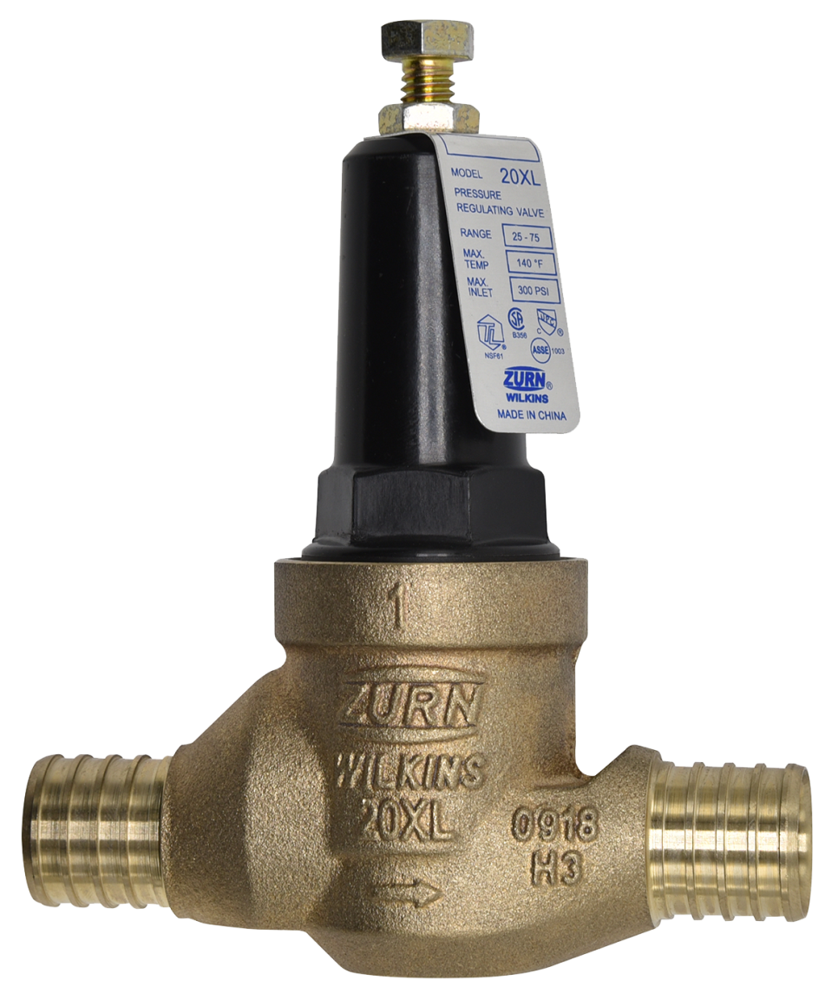 MODEL 20XL
PRESSURE
REGULATING VALVE
RANGE 25 - 75
MAX. TEMP 140 °F
MAX. INLET 300 PSI
B356
C UPC ®
® NSF61
ASSE 1003
ZURN®
WILKINS
MADE IN CHINA
1
ZURN
WILKINS
20XL
0918
H3